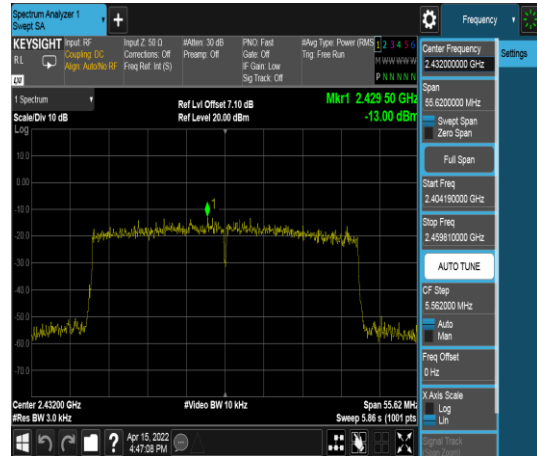 Spectrum Analyzer 1
Swept SA
+
Frequency
KEYSIGHT
RL
Input: RF
Coupling: DC
Align: Auto/No RF
Input Z: 50 Ω
Corrections: Off
Freq Ref: Int (S)
#Atten: 30 dB
Preamp: Off
PNO: Fast
Gate: Off
IF Gain: Low
Sig Track: Off
#Avg Type: Power (RMS
Trig: Free Run
1 2 3 4 5 6
M W W W W W
P N N N N N
LXI
1 Spectrum
Scale/Div 10 dB
Log
Ref Lvl Offset 7.10 dB
Ref Level 20.00 dBm
Mkr1 2.429 50 GHz
-13.00 dBm
1
10.0
0.00
-10.0
-20.0
-30.0
-40.0
-50.0
-60.0
-70.0
Center 2.43200 GHz
#Res BW 3.0 kHz
#Video BW 10 kHz
Span 55.62 MHz
Sweep 5.86 s (1001 pts
Apr 15, 2022
4:47:08 PM
?
Center Frequency
2.432000000 GHz
Settings
Span
55.6200000 MHz
Swept Span
Zero Span
Full Span
Start Freq
2.404190000 GHz
Stop Freq
2.459810000 GHz
AUTO TUNE
CF Step
5.562000 MHz
Auto
Man
Freq Offset
0 Hz
X Axis Scale
Log
Lin
Signal Track
(Span Zoom)